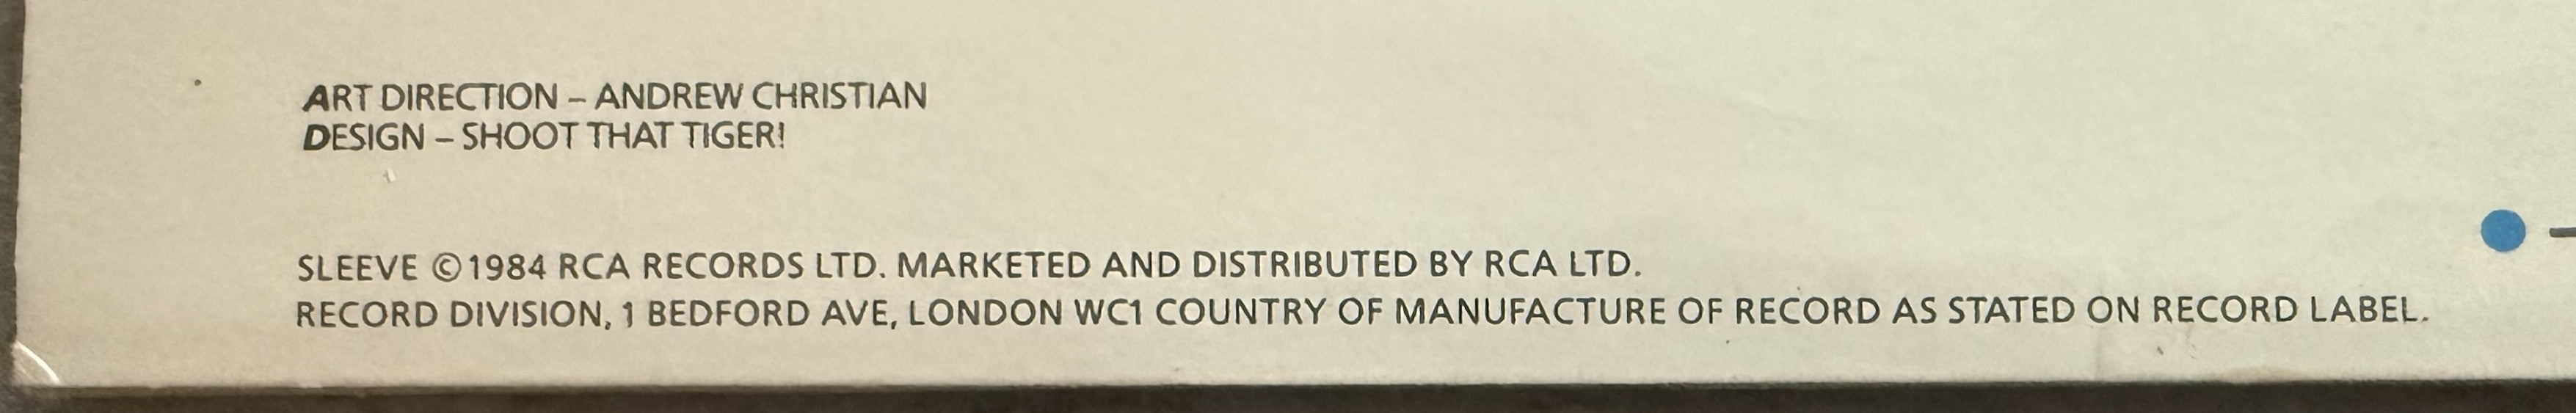 ART DIRECTION – ANDREW CHRISTIAN
DESIGN – SHOOT THAT TIGER!
SLEEVE ©1984 RCA RECORDS LTD. MARKETED AND DISTRIBUTED BY RCA LTD.
RECORD DIVISION, 1 BEDFORD AVE, LONDON WC1 COUNTRY OF MANUFACTURE OF RECORD AS STATED ON RECORD LABEL.